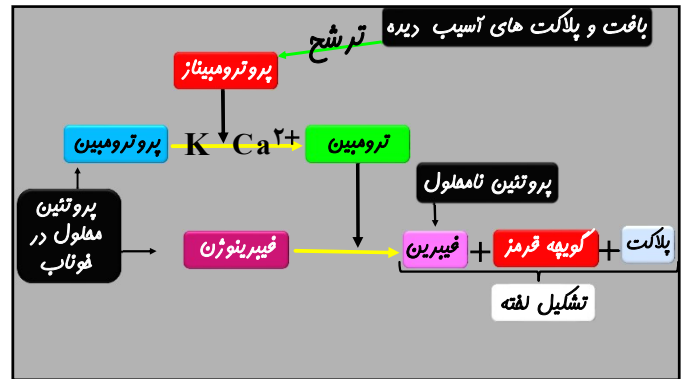 بافت و پلاکت های آسیب دیده
ترشح
پروترومبیناز
پروترومبین
K Ca۲+
ترومبین
پروتئین نامحلول
پروتئین
محلول در
خوناب
فیبرینوژن
فیبرین + گویچه قرمز + پلاکت
تشکیل لخته